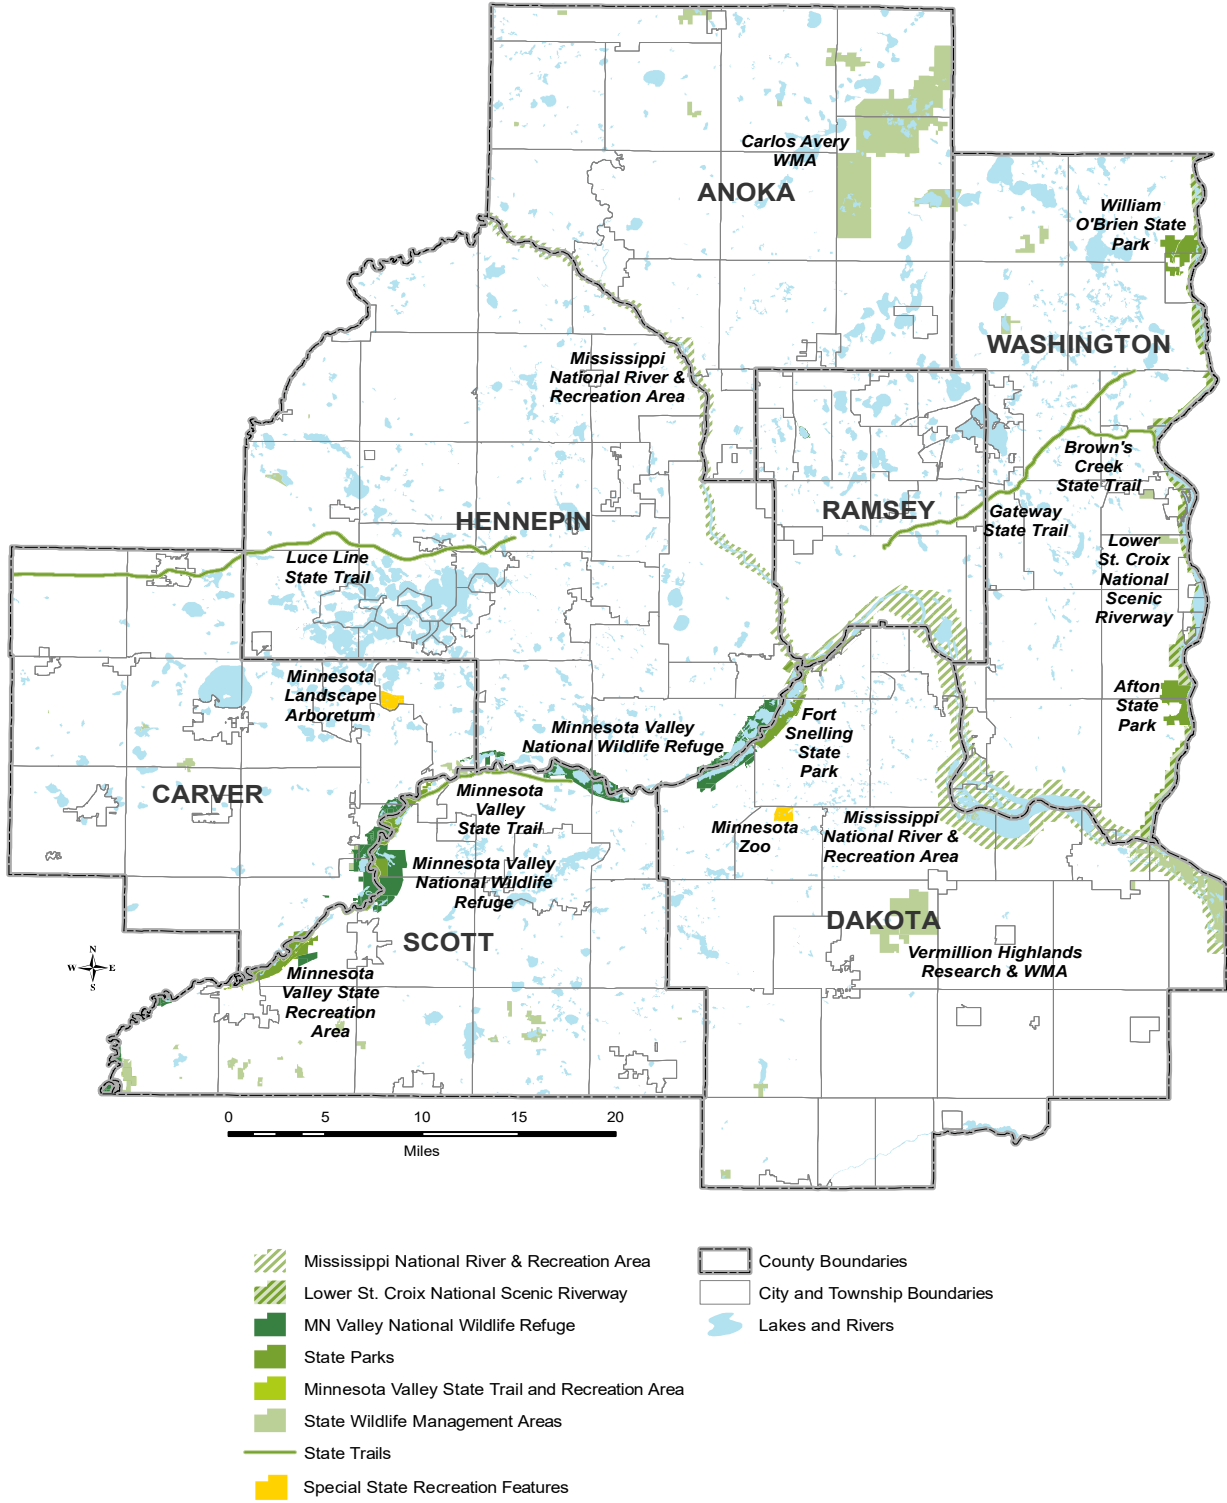 Carlos Avery
WMA
ANOKA
William
O'Brien State
Park
WASHINGTON
Mississippi
National River &
Recreation Area
Brown's
Creek
State Trail
HENNEPIN
RAMSEY
Gateway
State Trail
Luce Line
State Trail
Lower
St. Croix
National
Scenic
Riverway
Minnesota
Landscape
Arboretum
Afton
State
Park
Minnesota Valley
National Wildlife Refuge
Fort
Snelling
State
Park
CARVER
Minnesota
Valley
State Trail
Minnesota
Zoo
Mississippi
National River &
Recreation Area
Minnesota Valley
National Wildlife
Refuge
DAKOTA
SCOTT
Vermillion Highlands
Research & WMA
N
W E
S
Minnesota
Valley State
Recreation
Area
0 5 10 15 20
Miles
Mississippi National River & Recreation Area
Lower St. Croix National Scenic Riverway
MN Valley National Wildlife Refuge
State Parks
Minnesota Valley State Trail and Recreation Area
State Wildlife Management Areas
State Trails
Special State Recreation Features
County Boundaries
City and Township Boundaries
Lakes and Rivers